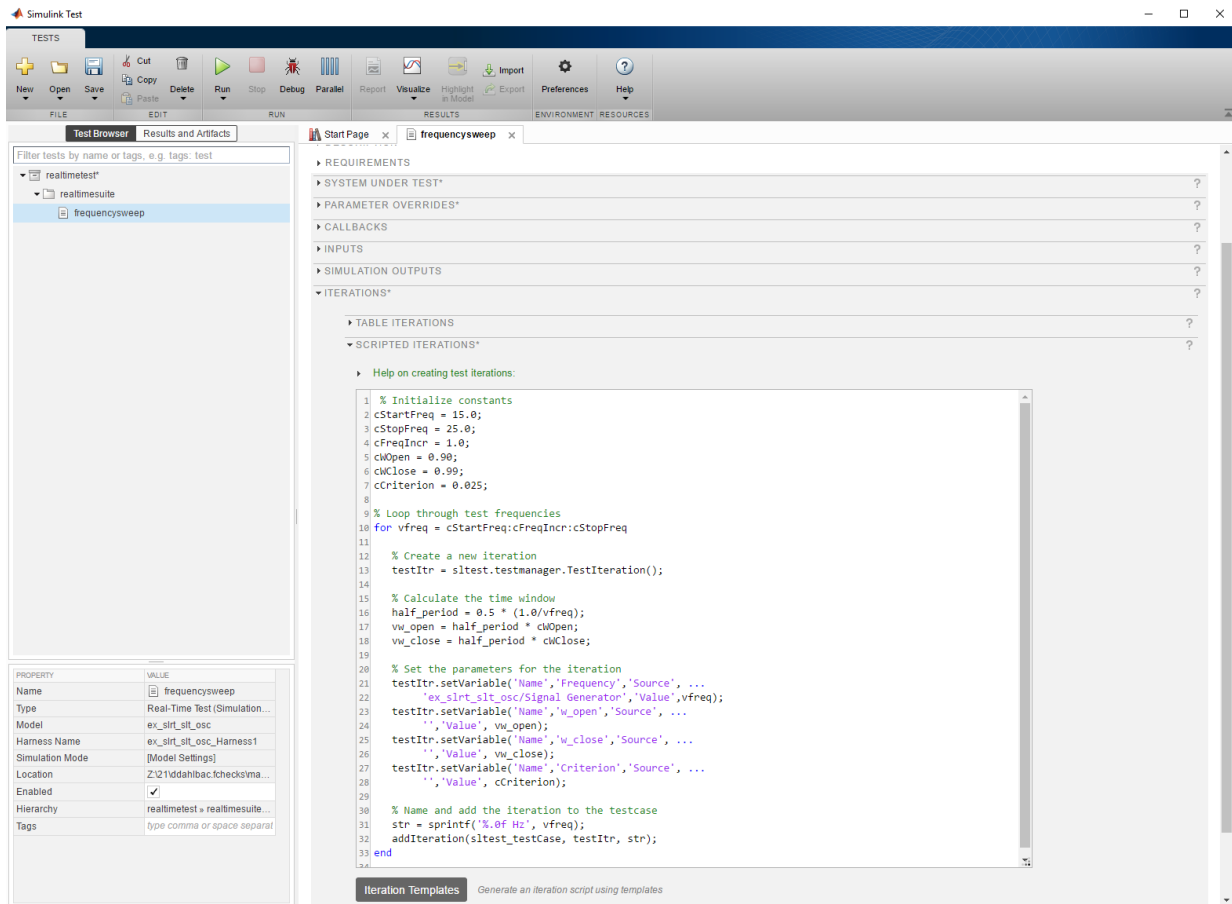 Simulink Test
TESTS
New
Open
Save
Cut
Copy
Paste
Delete
Run
Stop
Debug
Parallel
Report
Visualize
Highlight
in Model
Import
Export
Preferences
Help
FILE
EDIT
RUN
RESULTS
ENVIRONMENT
RESOURCES
Test Browser
Results and Artifacts
Filter tests by name or tags, e.g. tags: test
realtimetest*
realtimesuite
frequencysweep
PROPERTY VALUE
Name frequencysweep
Type Real-Time Test (Simulation...
Model ex_slrt_slt_osc
Harness Name ex_slrt_slt_osc_Harness1
Simulation Mode [Model Settings]
Location Z:\21\ddahlbac.fchecks\ma...
Enabled
Hierarchy realtimetest » realtimesuite...
Tags type comma or space separat
Start Page
frequencysweep
DESCRIPTION
REQUIREMENTS
SYSTEM UNDER TEST* ?
PARAMETER OVERRIDES* ?
CALLBACKS ?
INPUTS ?
SIMULATION OUTPUTS ?
ITERATIONS* ?
TABLE ITERATIONS ?
SCRIPTED ITERATIONS* ?
Help on creating test iterations:
1 % Initialize constants
2 cStartFreq = 15.0;
3 cStopFreq = 25.0;
4 cFreqIncr = 1.0;
5 cWOpen = 0.90;
6 cWClose = 0.99;
7 cCriterion = 0.025;
8
9 % Loop through test frequencies
10 for vfreq = cStartFreq:cFreqIncr:cStopFreq
11
12 % Create a new iteration
13 testItr = sltest.testmanager.TestIteration();
14
15 % Calculate the time window
16 half_period = 0.5 * (1.0/vfreq);
17 vw_open = half_period * cWOpen;
18 vw_close = half_period * cWClose;
19
20 % Set the parameters for the iteration
21 testItr.setVariable('Name','Frequency','Source', ...
22 'ex_slrt_slt_osc/Signal Generator','Value',vfreq);
23 testItr.setVariable('Name','w_open','Source', ...
24 '','Value', vw_open);
25 testItr.setVariable('Name','w_close','Source', ...
26 '','Value', vw_close);
27 testItr.setVariable('Name','Criterion','Source', ...
28 '','Value', cCriterion);
29
30 % Name and add the iteration to the testcase
31 str = sprintf('%.0f Hz', vfreq);
32 addIteration(sltest_testCase, testItr, str);
33 end
34
Iteration Templates
Generate an iteration script using templates